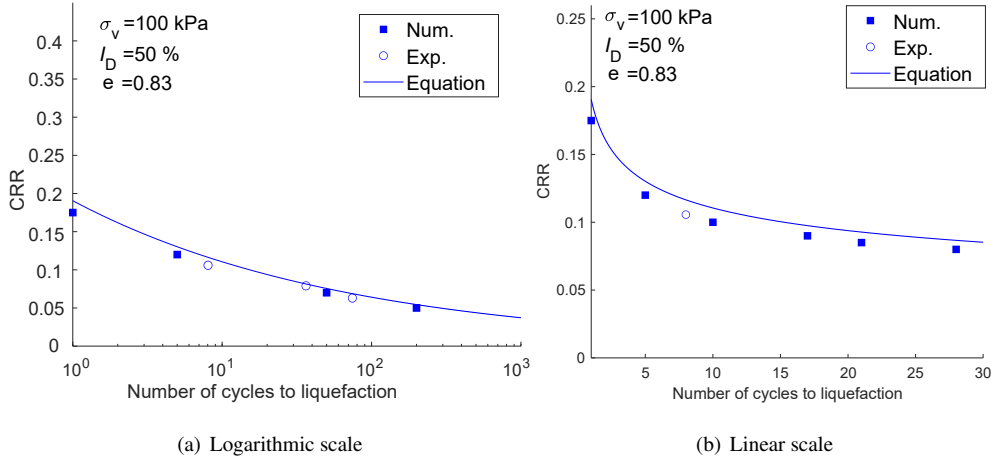 σv =100 kPa
ID =50 %
e =0.83
Num.
Exp.
Equation
CRR
0.4
0.35
0.3
0.25
0.2
0.15
0.1
0.05
0
10^0
10^1
10^2
10^3
Number of cycles to liquefaction
(a) Logarithmic scale
σv =100 kPa
ID =50 %
e =0.83
Num.
Exp.
Equation
CRR
0.25
0.2
0.15
0.1
0.05
0
5
10
15
20
25
30
Number of cycles to liquefaction
(b) Linear scale